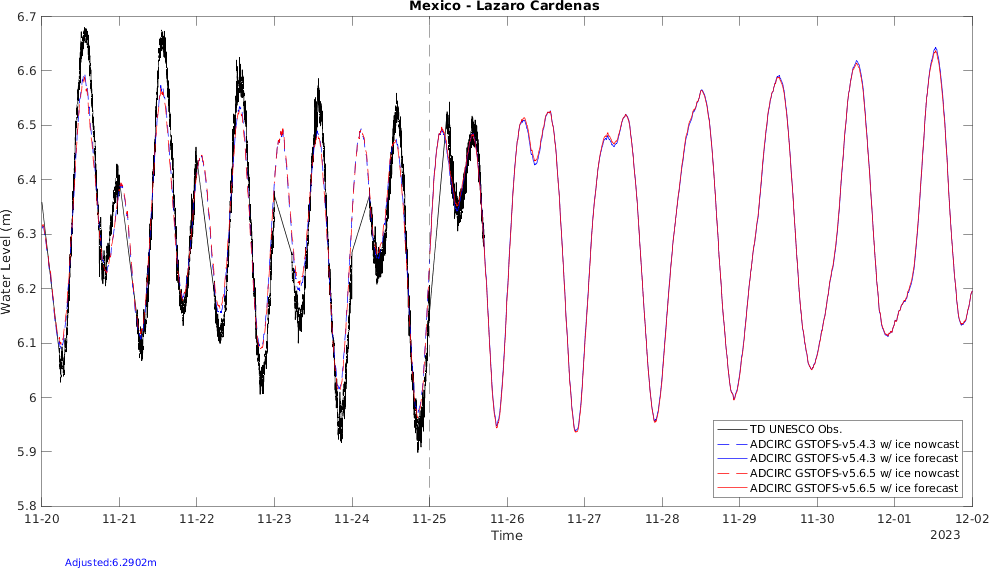 Mexico - Lazaro Cardenas
6.7
6.6
6.5
6.4
6.3
6.2
6.1
6
5.9
5.8
Water Level (m)
11-20 11-21 11-22 11-23 11-24 11-25 11-26 11-27 11-28 11-29 11-30 12-01 12-02
Time
2023
TD UNESCO Obs.
ADCIRC GSTOFS-v5.4.3 w/ ice nowcast
ADCIRC GSTOFS-v5.4.3 w/ ice forecast
ADCIRC GSTOFS-v5.6.5 w/ ice nowcast
ADCIRC GSTOFS-v5.6.5 w/ ice forecast
Adjusted:6.2902m